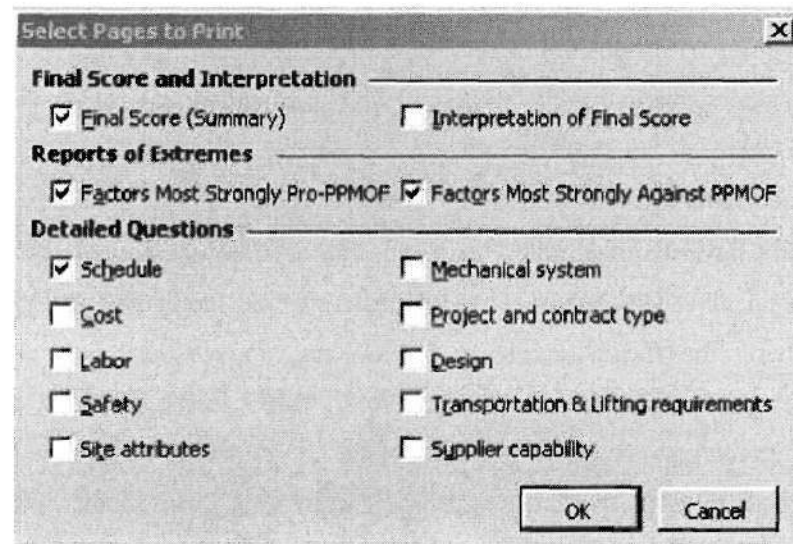 Select Pages to Print
Final Score and Interpretation
Final Score (Summary) Interpretation of Final Score
Reports of Extremes
Factors Most Strongly Pro-PPMOF Factors Most Strongly Against PPMOF
Detailed Questions
Schedule Mechanical system
Cost Project and contract type
Labor Design
Safety Transportation & Lifting requirements
Site attributes Supplier capability
OK Cancel